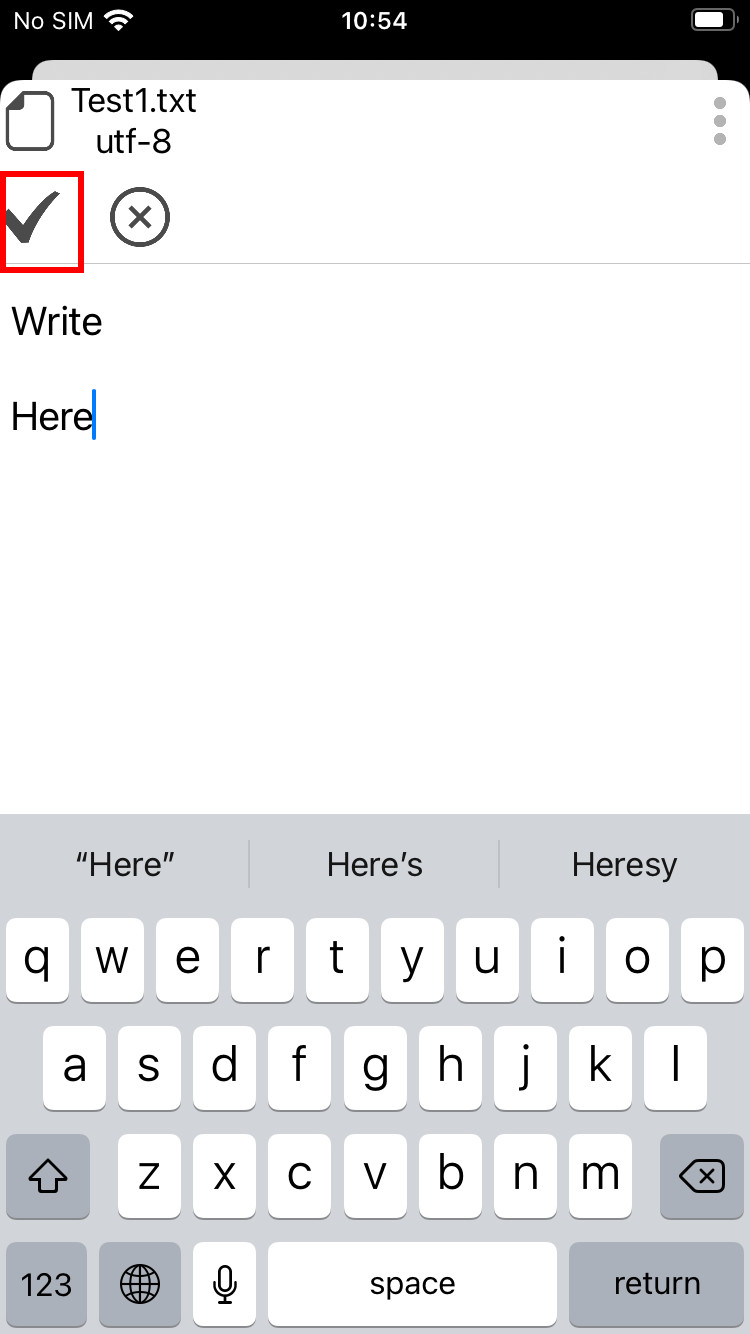 No SIM 10:54
Test1.txt
utf-8
Write
Here
“Here” Here’s Heresy
q w e r t y u i o p
a s d f g h j k l
z x c v b n m
123 space return